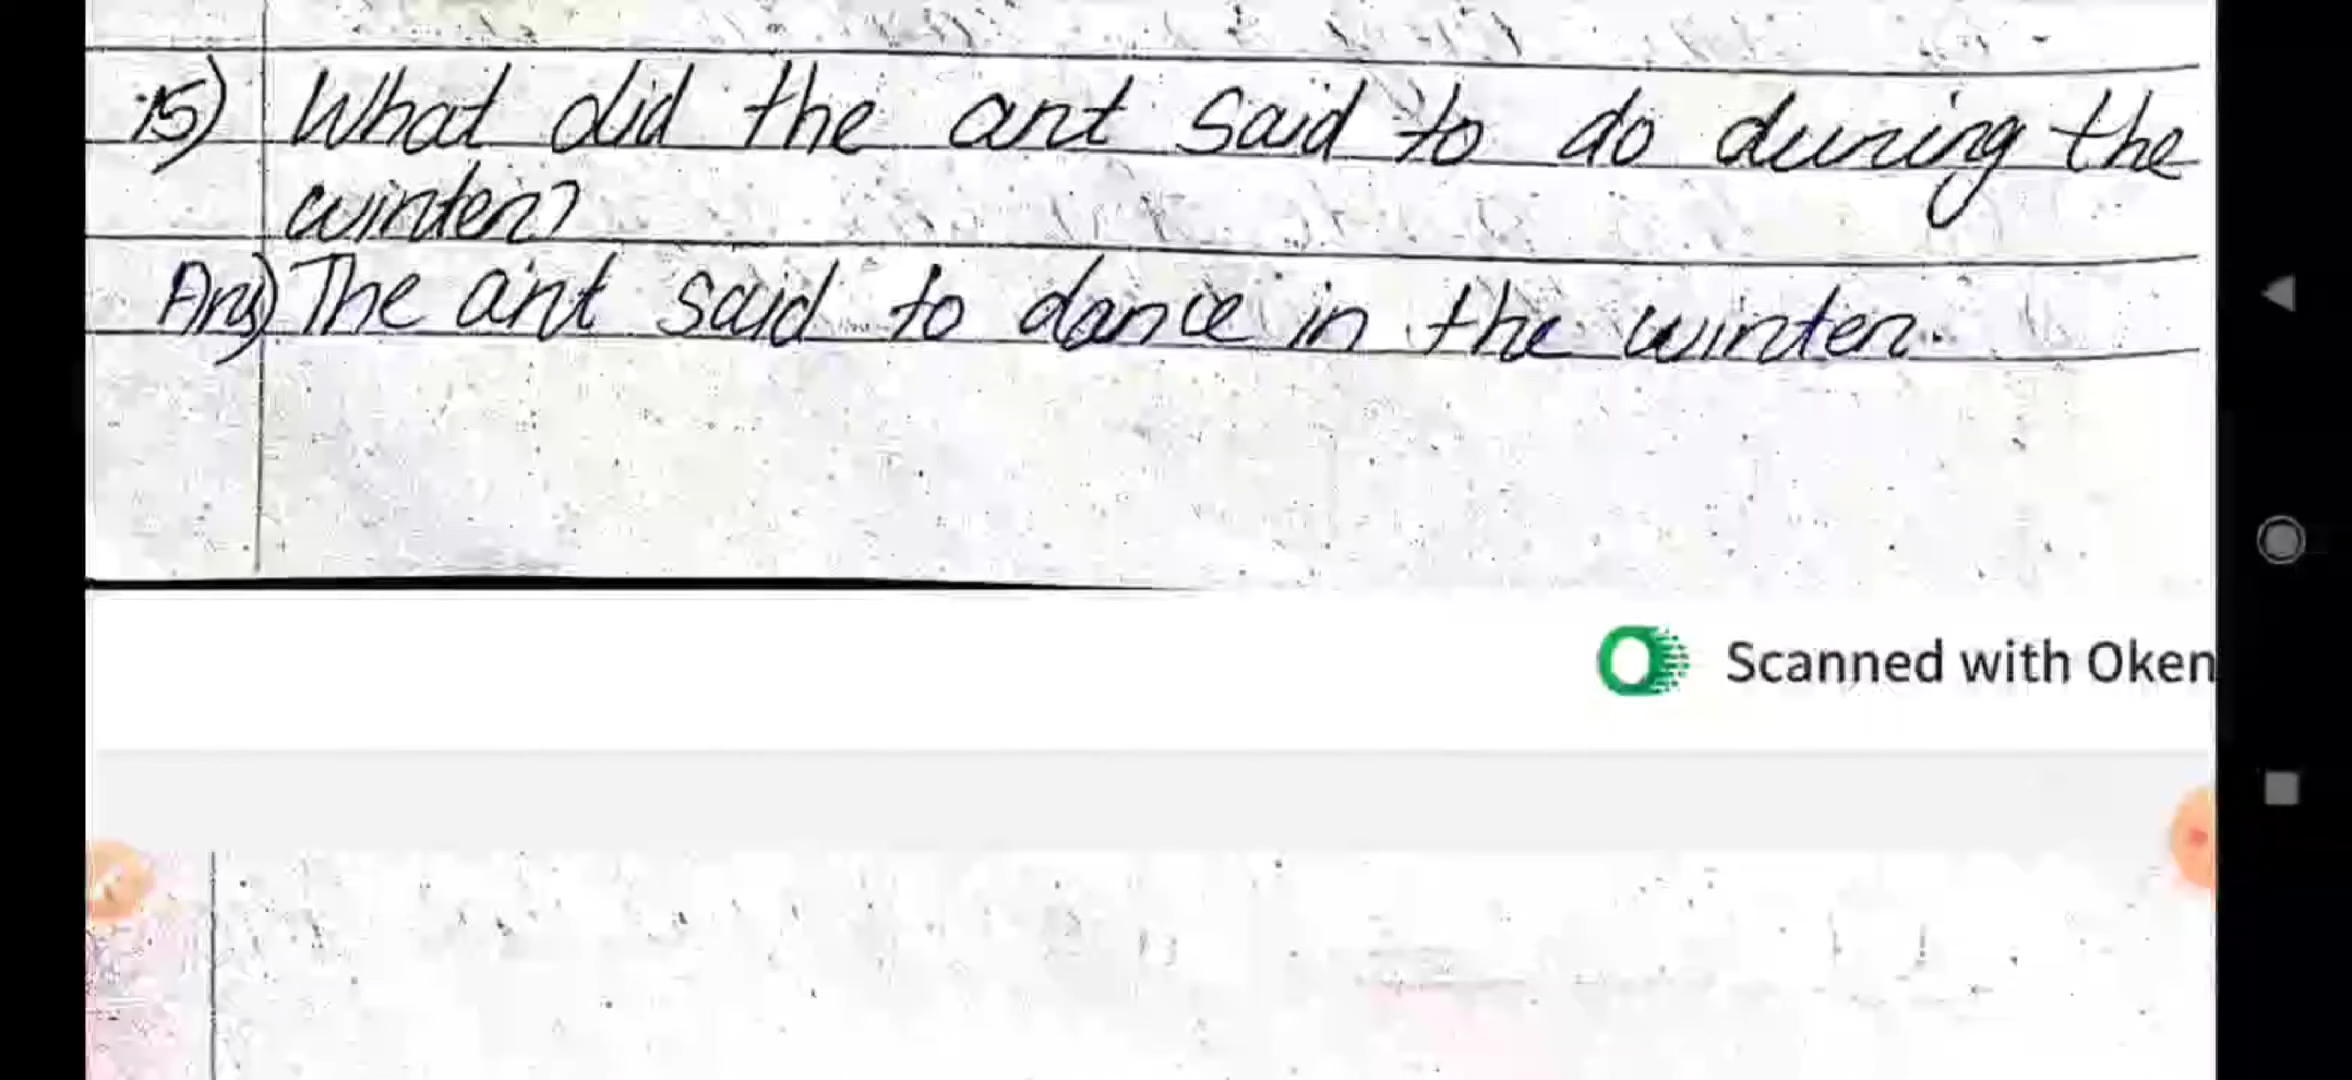 15) What did the ant said to do during the
winter?
Ans) The ant said to dance in the winter.
Scanned with Oken